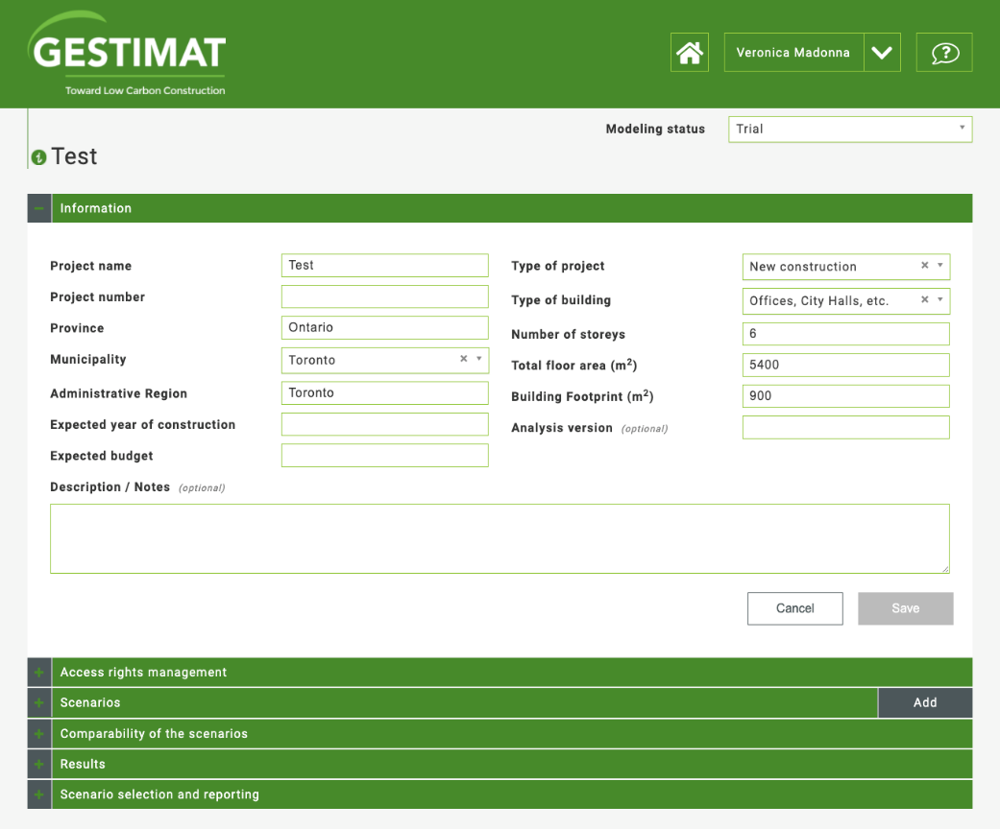 GESTIMAT
Toward Low Carbon Construction
Veronica Madonna
?
Modeling status Trial
i Test
− Information
Project name Test
Project number
Province Ontario
Municipality Toronto × ▾
Administrative Region Toronto
Expected year of construction
Expected budget
Type of project New construction × ▾
Type of building Offices, City Halls, etc. × ▾
Number of storeys 6
Total floor area (m²) 5400
Building Footprint (m²) 900
Analysis version (optional)
Description / Notes (optional)
Cancel Save
+ Access rights management
+ Scenarios Add
+ Comparability of the scenarios
+ Results
+ Scenario selection and reporting